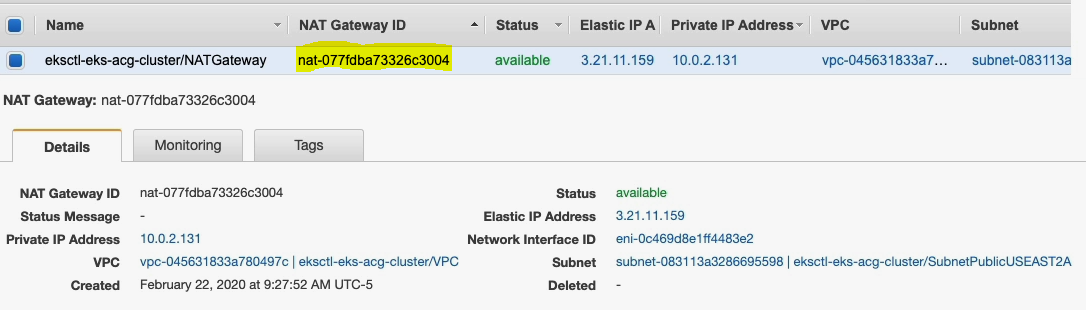 Name NAT Gateway ID Status Elastic IP A Private IP Address VPC Subnet
eksctl-eks-acg-cluster/NATGateway nat-077fdba73326c3004 available 3.21.11.159 10.0.2.131 vpc-045631833a7... subnet-083113a
NAT Gateway: nat-077fdba73326c3004
Details Monitoring Tags
NAT Gateway ID nat-077fdba73326c3004 Status available
Status Message - Elastic IP Address 3.21.11.159
Private IP Address 10.0.2.131 Network Interface ID eni-0c469d8e1ff4483e2
VPC vpc-045631833a780497c | eksctl-eks-acg-cluster/VPC Subnet subnet-083113a3286695598 | eksctl-eks-acg-cluster/SubnetPublicUSEAST2A
Created February 22, 2020 at 9:27:52 AM UTC-5 Deleted -